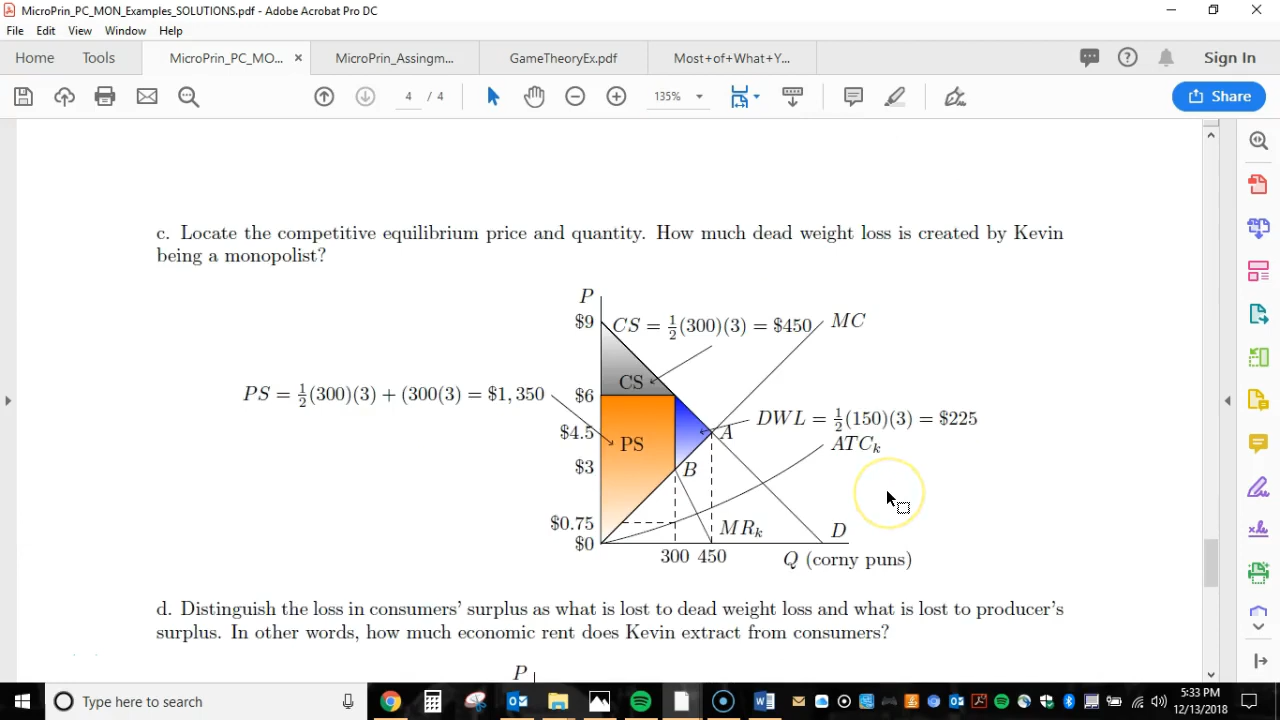 MicroPrin_PC_MON_Examples_SOLUTIONS.pdf - Adobe Acrobat Pro DC
File Edit View Window Help
Home Tools MicroPrin_PC_MO... × MicroPrin_Assingm... GameTheoryEx.pdf Most+of+What+Y... Sign In
4 / 4 135% Share
c. Locate the competitive equilibrium price and quantity. How much dead weight loss is created by Kevin
being a monopolist?
P
$9 CS = 1/2(300)(3) = $450 MC
CS
PS = 1/2(300)(3) + (300(3) = $1,350 $6
DWL = 1/2(150)(3) = $225
$4.5 PS A
ATCk
$3 B
$0.75 MRk D
$0
300 450 Q (corny puns)
d. Distinguish the loss in consumers' surplus as what is lost to dead weight loss and what is lost to producer's
surplus. In other words, how much economic rent does Kevin extract from consumers?
P
Type here to search
5:33 PM
12/13/2018